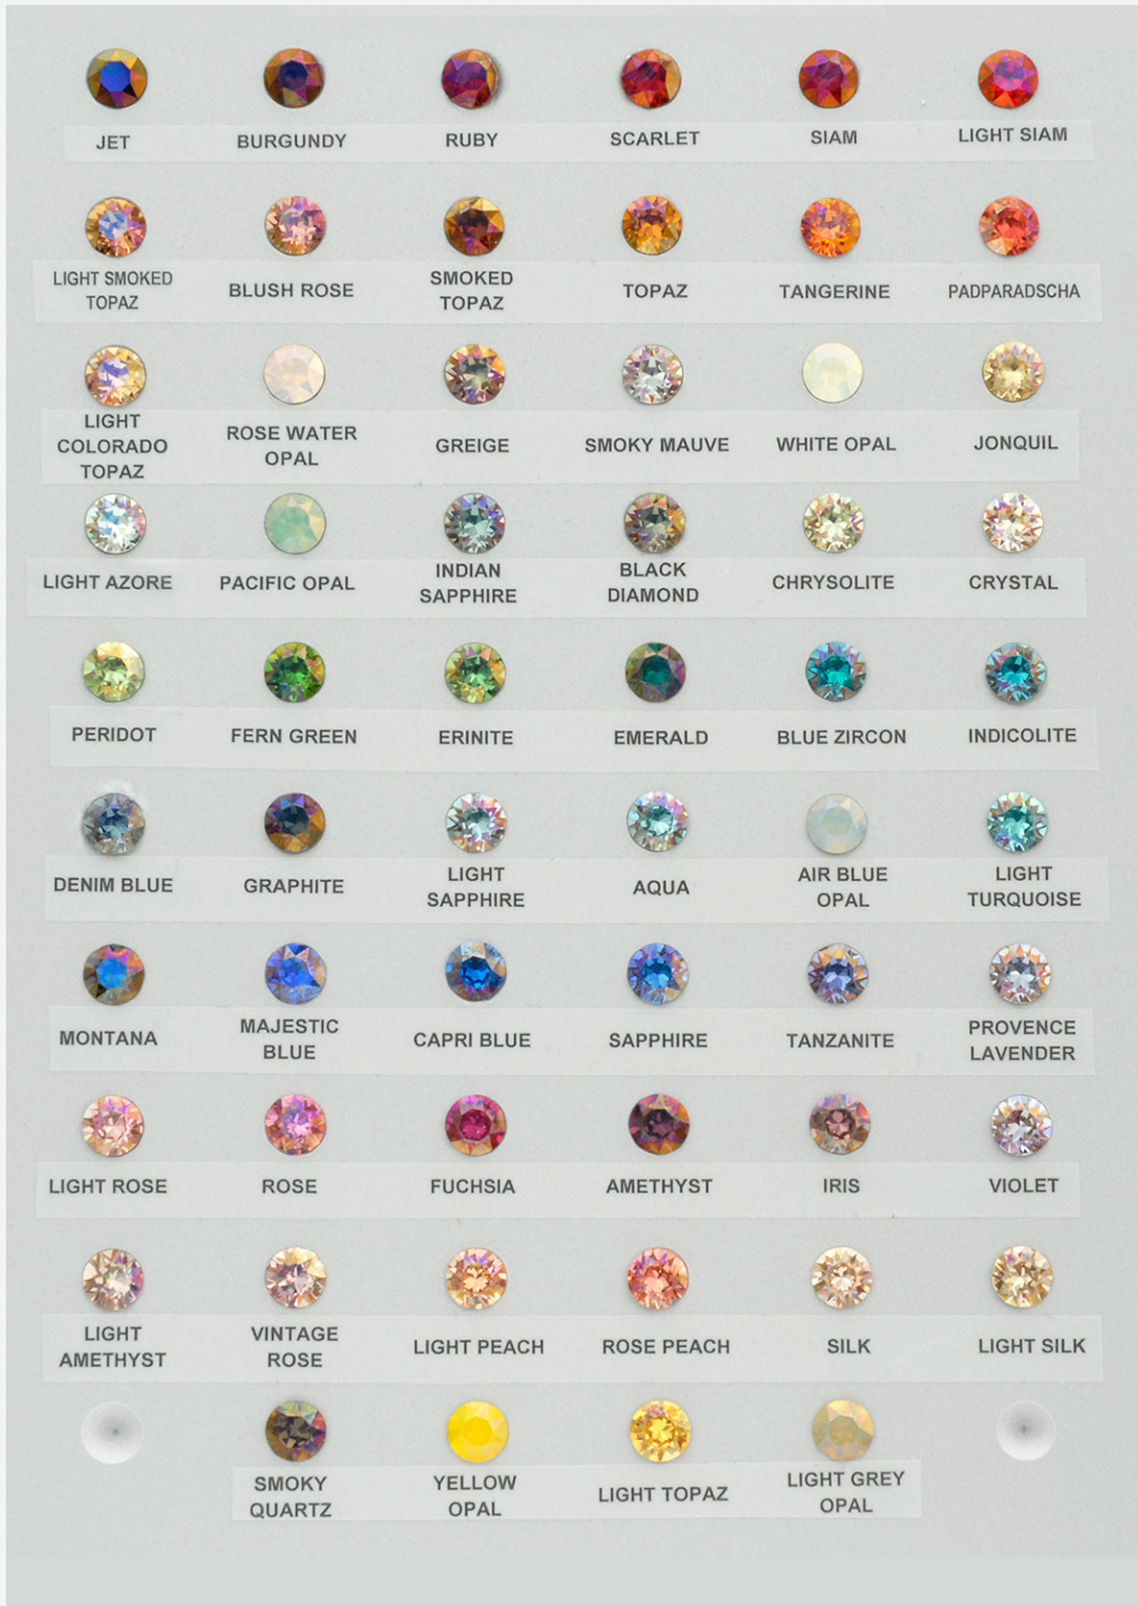 JET
BURGUNDY
RUBY
SCARLET
SIAM
LIGHT SIAM
LIGHT SMOKED
TOPAZ
BLUSH ROSE
SMOKED
TOPAZ
TOPAZ
TANGERINE
PADPARADSCHA
LIGHT
COLORADO
TOPAZ
ROSE WATER
OPAL
GREIGE
SMOKY MAUVE
WHITE OPAL
JONQUIL
LIGHT AZORE
PACIFIC OPAL
INDIAN
SAPPHIRE
BLACK
DIAMOND
CHRYSOLITE
CRYSTAL
PERIDOT
FERN GREEN
ERINITE
EMERALD
BLUE ZIRCON
INDICOLITE
DENIM BLUE
GRAPHITE
LIGHT
SAPPHIRE
AQUA
AIR BLUE
OPAL
LIGHT
TURQUOISE
MONTANA
MAJESTIC
BLUE
CAPRI BLUE
SAPPHIRE
TANZANITE
PROVENCE
LAVENDER
LIGHT ROSE
ROSE
FUCHSIA
AMETHYST
IRIS
VIOLET
LIGHT
AMETHYST
VINTAGE
ROSE
LIGHT PEACH
ROSE PEACH
SILK
LIGHT SILK
SMOKY
QUARTZ
YELLOW
OPAL
LIGHT TOPAZ
LIGHT GREY
OPAL